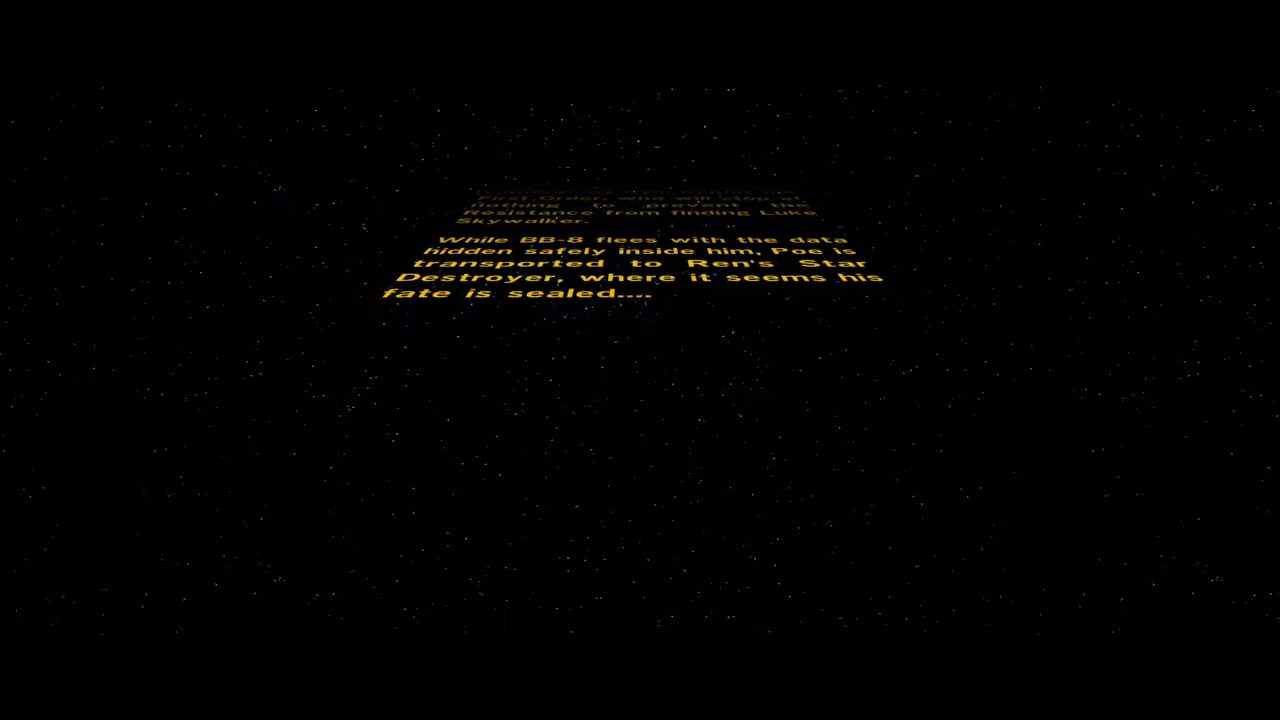 First Order, who will stop at
nothing to prevent the
Resistance from finding Luke
Skywalker.
While BB-8 flees with the data
hidden safely inside him, Poe is
transported to Ren's Star
Destroyer, where it seems his
fate is sealed....